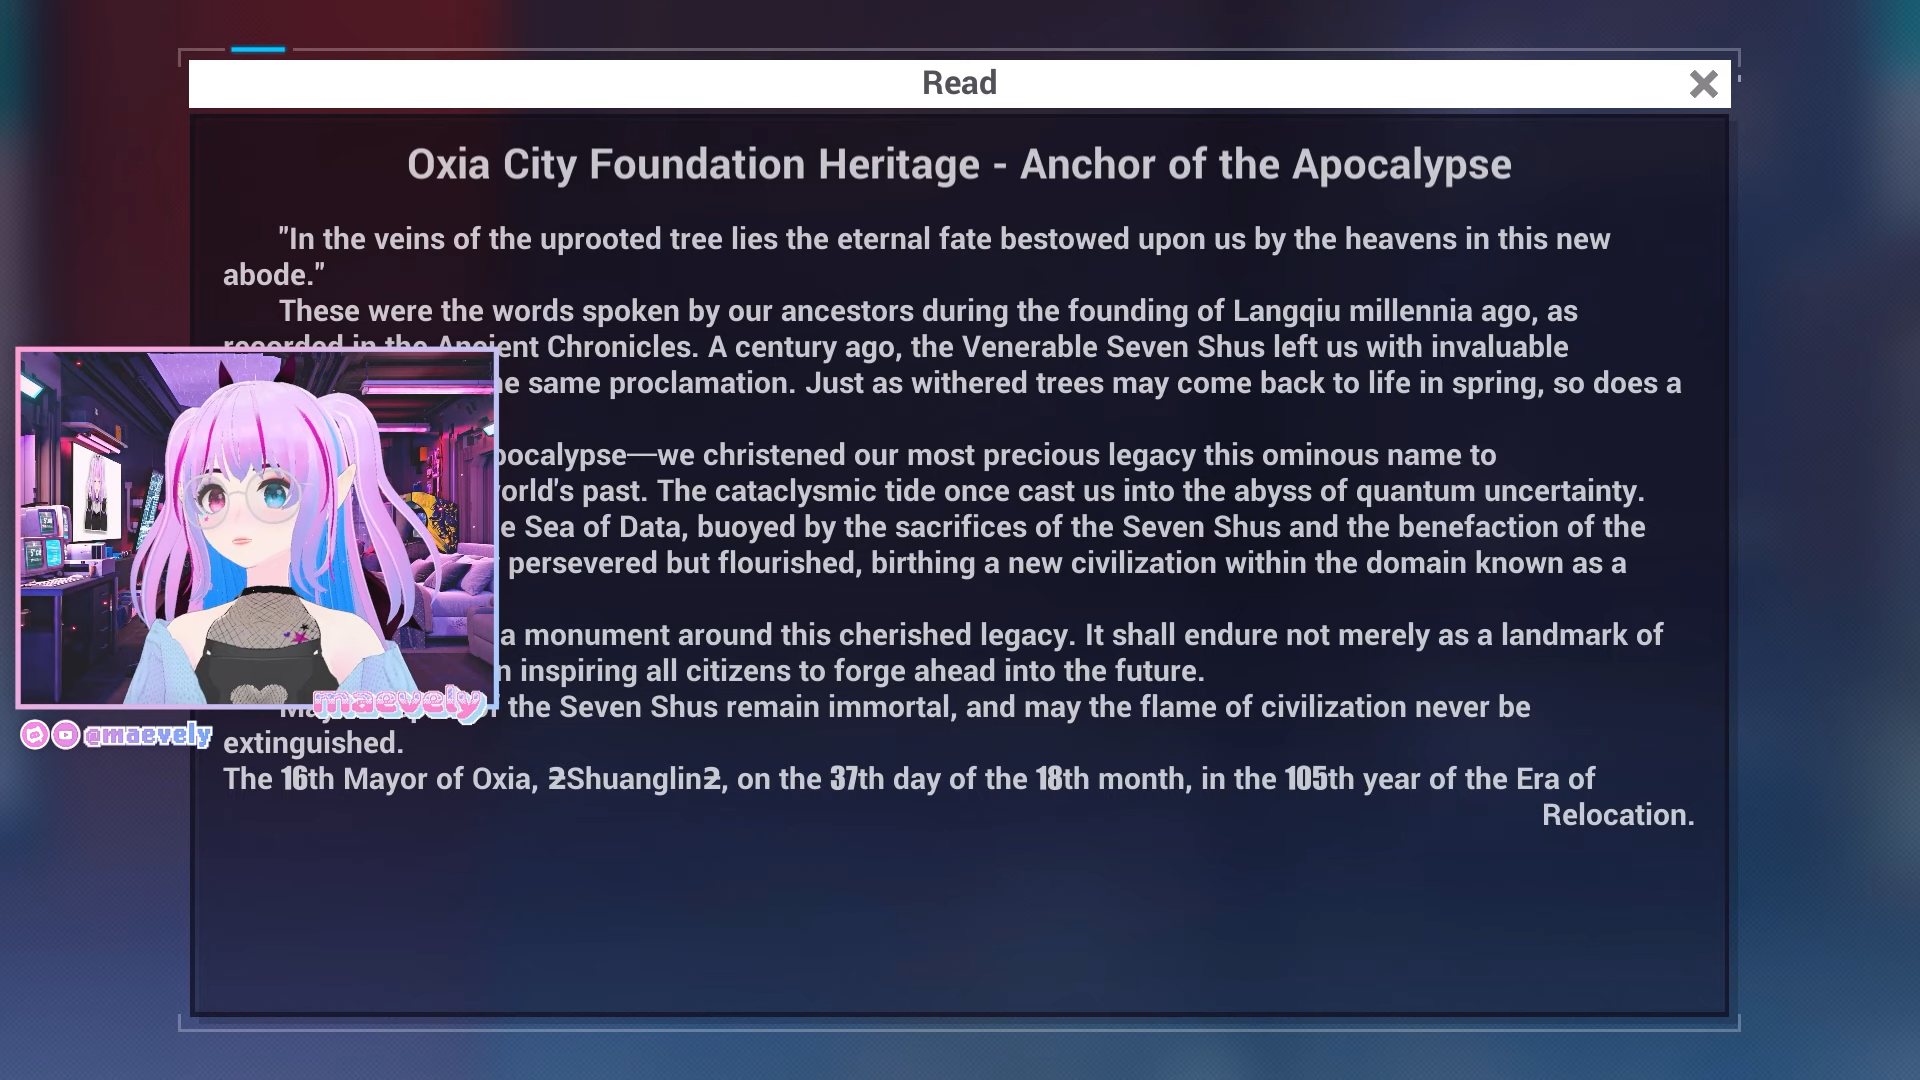 Read
Oxia City Foundation Heritage - Anchor of the Apocalypse
"In the veins of the uprooted tree lies the eternal fate bestowed upon us by the heavens in this new
abode."
These were the words spoken by our ancestors during the founding of Langqiu millennia ago, as
recorded in the Ancient Chronicles. A century ago, the Venerable Seven Shus left us with invaluable
same proclamation. Just as withered trees may come back to life in spring, so does a
we christened our most precious legacy this ominous name to
past. The cataclysmic tide once cast us into the abyss of quantum uncertainty.
Sea of Data, buoyed by the sacrifices of the Seven Shus and the benefaction of the
persevered but flourished, birthing a new civilization within the domain known as a
a monument around this cherished legacy. It shall endure not merely as a landmark of
inspiring all citizens to forge ahead into the future.
the Seven Shus remain immortal, and may the flame of civilization never be
extinguished.
The 16th Mayor of Oxia, 2Shuanglin2, on the 37th day of the 18th month, in the 105th year of the Era of
Relocation.
maevely
@maevely